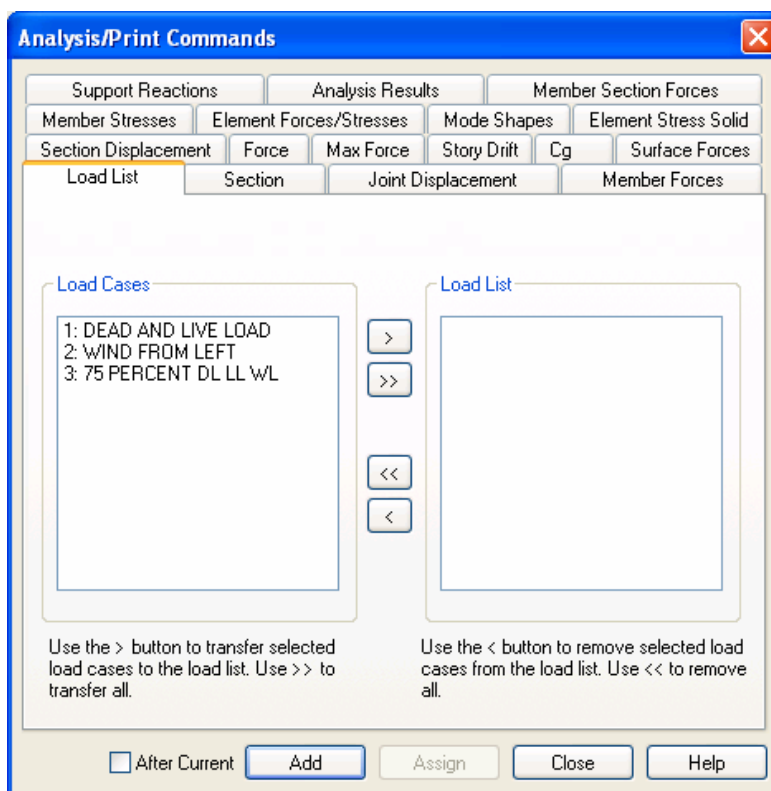 Analysis/Print Commands
Support Reactions Analysis Results Member Section Forces
Member Stresses Element Forces/Stresses Mode Shapes Element Stress Solid
Section Displacement Force Max Force Story Drift Cg Surface Forces
Load List Section Joint Displacement Member Forces
Load Cases Load List
1: DEAD AND LIVE LOAD
2: WIND FROM LEFT
3: 75 PERCENT DL LL WL
>
>>
<<
<
Use the > button to transfer selected
load cases to the load list. Use >> to
transfer all.
Use the < button to remove selected load
cases from the load list. Use << to remove
all.
After Current Add Assign Close Help